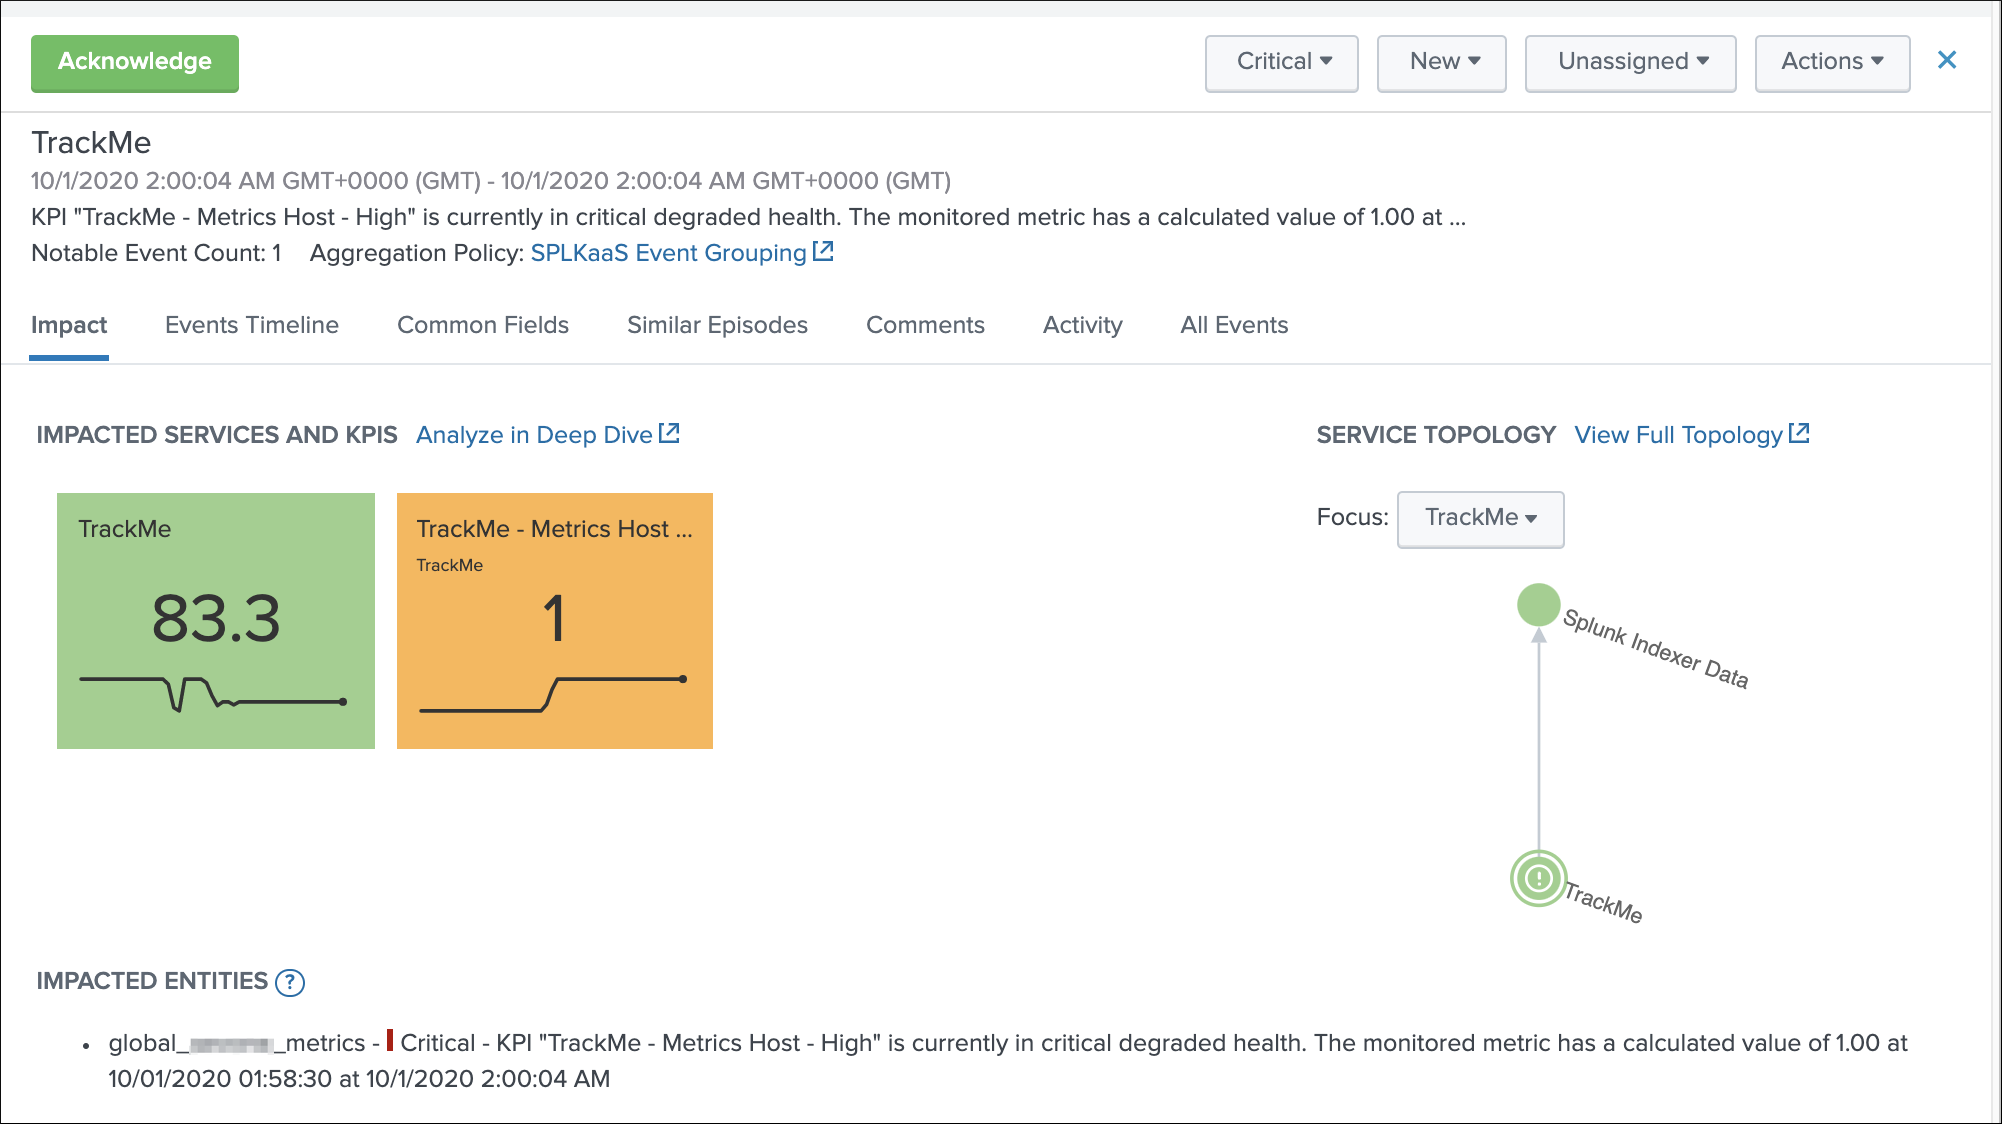 Acknowledge
Critical
New
Unassigned
Actions
TrackMe
10/1/2020 2:00:04 AM GMT+0000 (GMT) - 10/1/2020 2:00:04 AM GMT+0000 (GMT)
KPI "TrackMe - Metrics Host - High" is currently in critical degraded health. The monitored metric has a calculated value of 1.00 at ...
Notable Event Count: 1 Aggregation Policy: SPLKaaS Event Grouping
Impact
Events Timeline
Common Fields
Similar Episodes
Comments
Activity
All Events
IMPACTED SERVICES AND KPIS Analyze in Deep Dive
TrackMe
83.3
TrackMe - Metrics Host ...
TrackMe
1
SERVICE TOPOLOGY View Full Topology
Focus: TrackMe
Splunk Indexer Data
TrackMe
IMPACTED ENTITIES ?
• global_ _metrics - Critical - KPI "TrackMe - Metrics Host - High" is currently in critical degraded health. The monitored metric has a calculated value of 1.00 at
10/01/2020 01:58:30 at 10/1/2020 2:00:04 AM